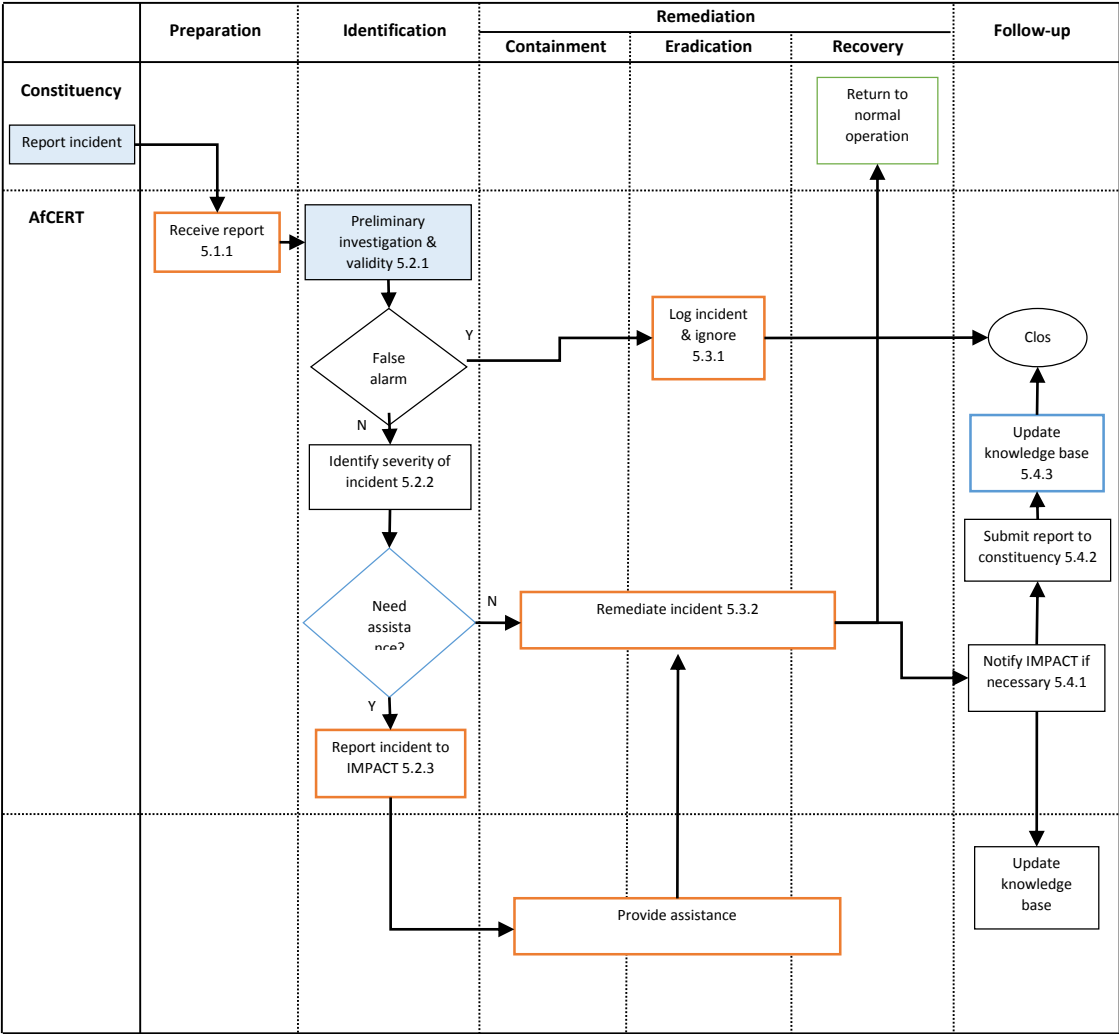 Preparation
Identification
Remediation
Containment
Eradication
Recovery
Follow-up
Constituency
Report incident
Return to
normal
operation
AfCERT
Receive report
5.1.1
Preliminary
investigation &
validity 5.2.1
False
alarm
Y
N
Log incident
& ignore
5.3.1
Clos
Identify severity of
incident 5.2.2
Update
knowledge base
5.4.3
Submit report to
constituency 5.4.2
Need
assista
nce?
N
Y
Remediate incident 5.3.2
Notify IMPACT if
necessary 5.4.1
Report incident to
IMPACT 5.2.3
Provide assistance
Update
knowledge
base